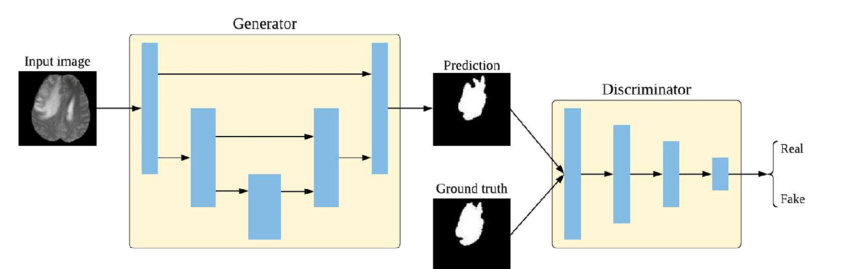 Generator
Input image
Prediction
Discriminator
Real
Ground truth
Fake